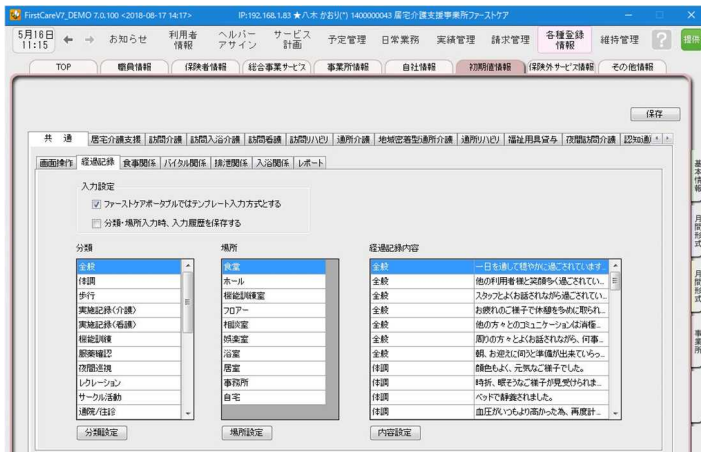 FirstCareV7_DEMO 7.0.100 <2018-08-17 14:17> IP:192.168.1.83 ★八木 かおり(*) 1400000043 居宅介護支援事業所ファーストケア
5月16日 11:15 お知らせ 利用者情報 ヘルパーアサイン サービス計画 予定管理 日常業務 実績管理 請求管理 各種登録情報 維持管理 ? 提供
TOP 職員情報 保険者情報 総合事業サービス 事業所情報 自社情報 初期値情報 保険外サービス情報 その他情報
保存
共 通 居宅介護支援 訪問介護 訪問入浴介護 訪問看護 訪問リハビリ 通所介護 地域密着型通所介護 通所リハビリ 福祉用具貸与 夜間訪問介護 認知通
画面操作 経過記録 食事関係 バイタル関係 排泄関係 入浴関係 レポート
入力設定
ファーストケアポータブルではテンプレート入力方式とする
分類・場所入力時、入力履歴を保存する
分類 場所 経過記録内容
全般 食堂 全般 一日を通して穏やかに過ごされています...
体調 ホール 全般 他の利用者様と笑顔多く過ごされてい...
歩行 機能訓練室 全般 スタッフとよくお話されながら過ごされてい...
実施記録(介護) フロアー 全般 お疲れのご様子で休憩を多めに取られ...
実施記録(看護) 相談室 全般 他の方々とのコミュニケーションは消極...
機能訓練 娯楽室 全般 周りの方々とよくお話されながら、何事...
服薬確認 浴室 全般 朝、お迎えに伺うと準備が出来ていらっ...
夜間巡視 居室 体調 顔色もよく、元気なご様子でした。
レクレーション 事務所 体調 時折、眠そうなご様子が見受けられま...
サークル活動 自宅 体調 ベッドで静養されました。
通院/往診 体調 血圧がいつもより高かった為、再度計...
分類設定 場所設定 内容設定
基本情報
月間形式
月間形式
事業所